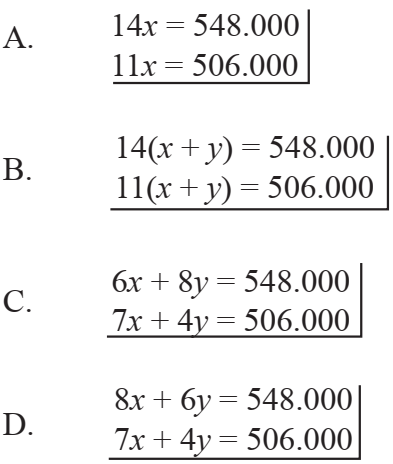 A.
14x = 548.000
11x = 506.000
B.
14(x + y) = 548.000
11(x + y) = 506.000
C.
6x + 8y = 548.000
7x + 4y = 506.000
D.
8x + 6y = 548.000
7x + 4y = 506.000